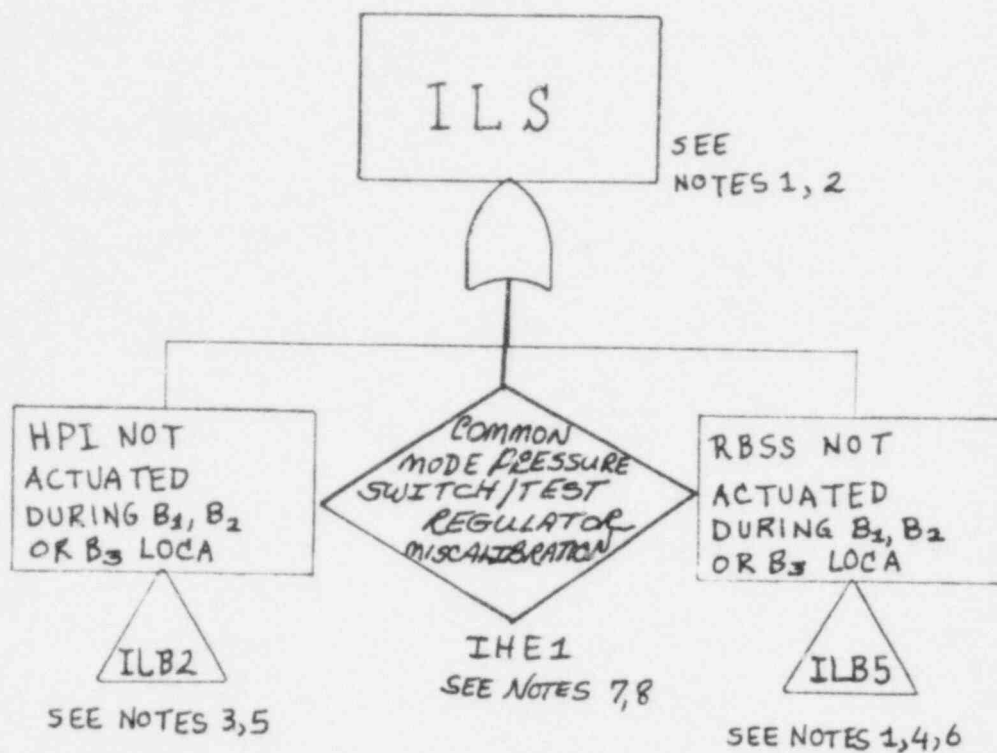 ILS
SEE
NOTES 1, 2
HPI NOT
ACTUATED
DURING B1, B2
OR B3 LOCA
COMMON
MODE PRESSURE
SWITCH/TEST
REGULATOR
MISCALIBRATION
RBSS NOT
ACTUATED
DURING B1, B2
OR B3 LOCA
ILB2
SEE NOTES 3,5
IHE1
SEE NOTES 7,8
ILB5
SEE NOTES 1,4,6